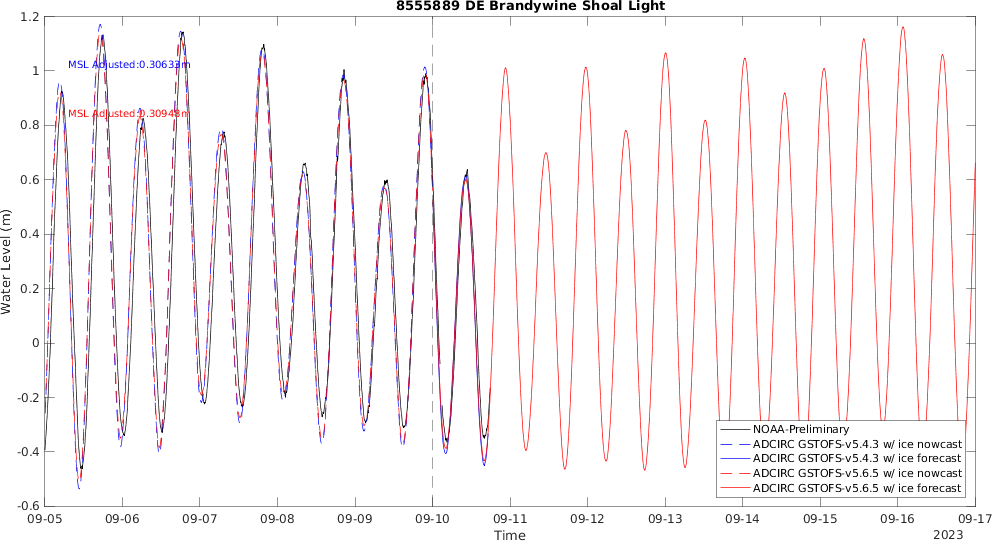 8555889 DE Brandywine Shoal Light
1.2
1
0.8
0.6
0.4
0.2
0
-0.2
-0.4
-0.6
Water Level (m)
MSL Adjusted:0.30633m
MSL Adjusted:0.30948m
NOAA-Preliminary
ADCIRC GSTOFS-v5.4.3 w/ ice nowcast
ADCIRC GSTOFS-v5.4.3 w/ ice forecast
ADCIRC GSTOFS-v5.6.5 w/ ice nowcast
ADCIRC GSTOFS-v5.6.5 w/ ice forecast
09-05 09-06 09-07 09-08 09-09 09-10 09-11 09-12 09-13 09-14 09-15 09-16 09-17
Time
2023